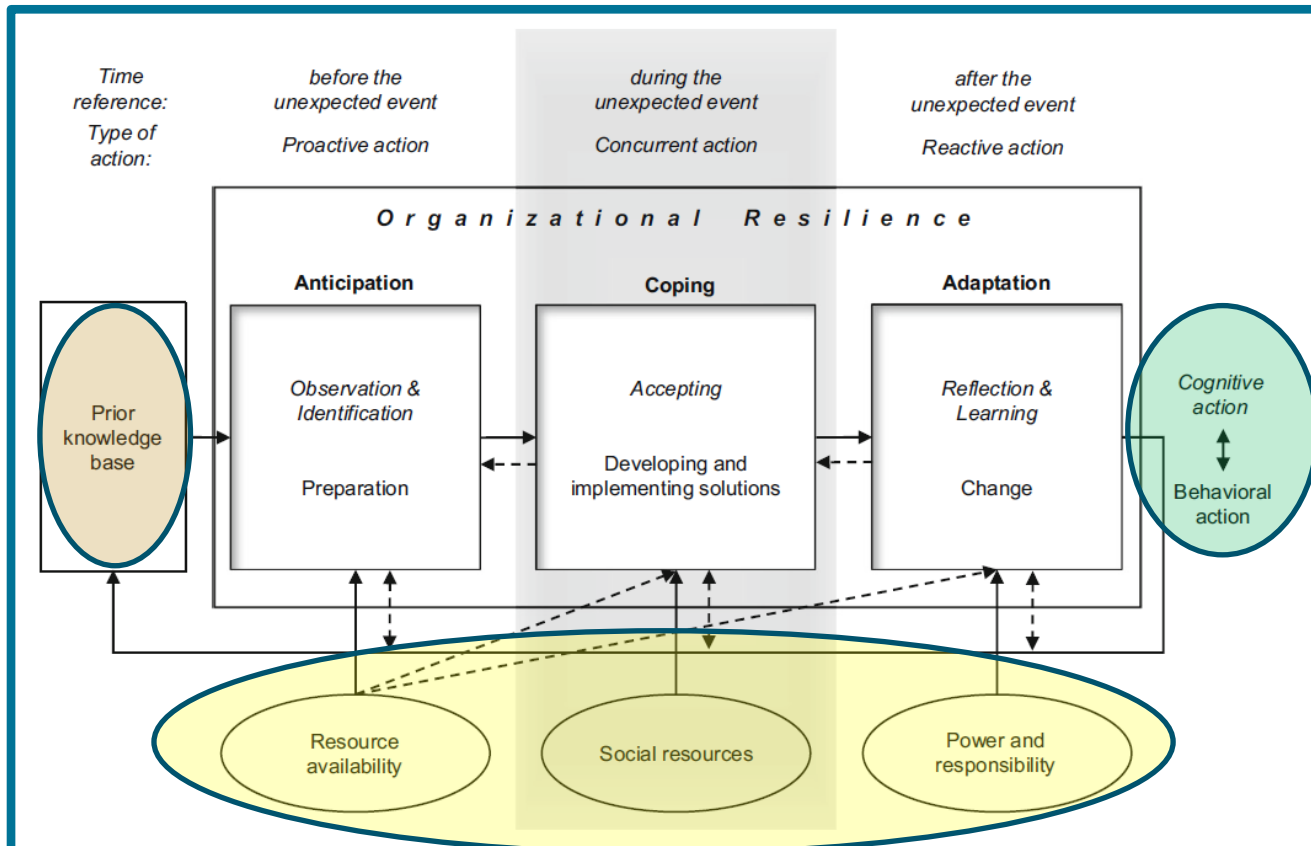 Time
reference:
Type of
action:
before the
unexpected event
Proactive action
during the
unexpected event
Concurrent action
after the
unexpected event
Reactive action
Organizational Resilience
Anticipation
Coping
Adaptation
Prior
knowledge
base
Observation &
Identification
Preparation
Accepting
Developing and
implementing solutions
Reflection &
Learning
Change
Cognitive
action
Behavioral
action
Resource
availability
Social resources
Power and
responsibility